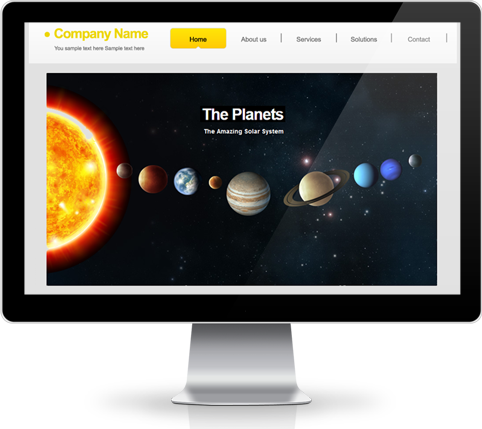 Company Name
You sample text here Sample text here
Home
About us
Services
Solutions
Contact
The Planets
The Amazing Solar System